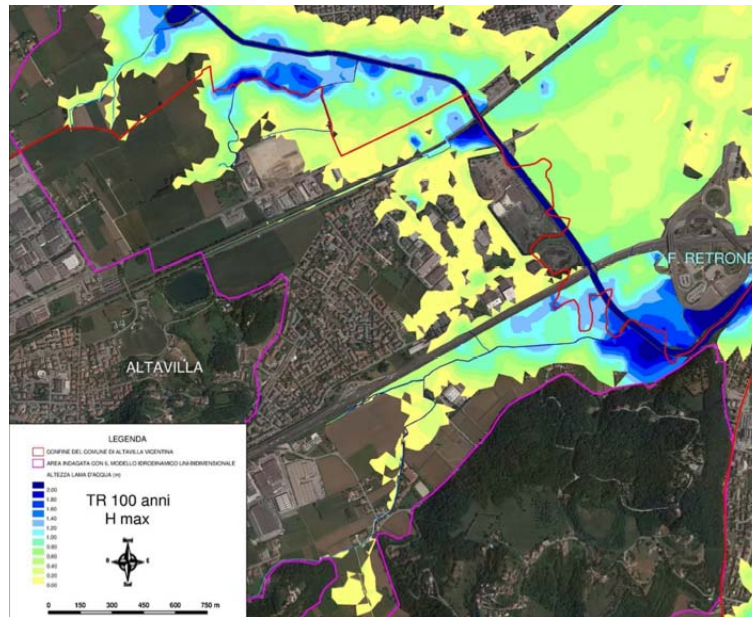 F. RETRONE
ALTAVILLA
LEGENDA
CONFINE DEL COMUNE DI ALTAVILLA VICENTINA
AREA INDAGATA CON IL MODELLO IDRODINAMICO UNI-BIDIMENSIONALE
ALTEZZA LAMA D'ACQUA (m)
TR 100 anni
H max
2.00
1.80
1.60
1.40
1.20
1.00
0.80
0.60
0.40
0.20
0.00
Nord
O
E
Sud
0 150 300 450 600 750 m